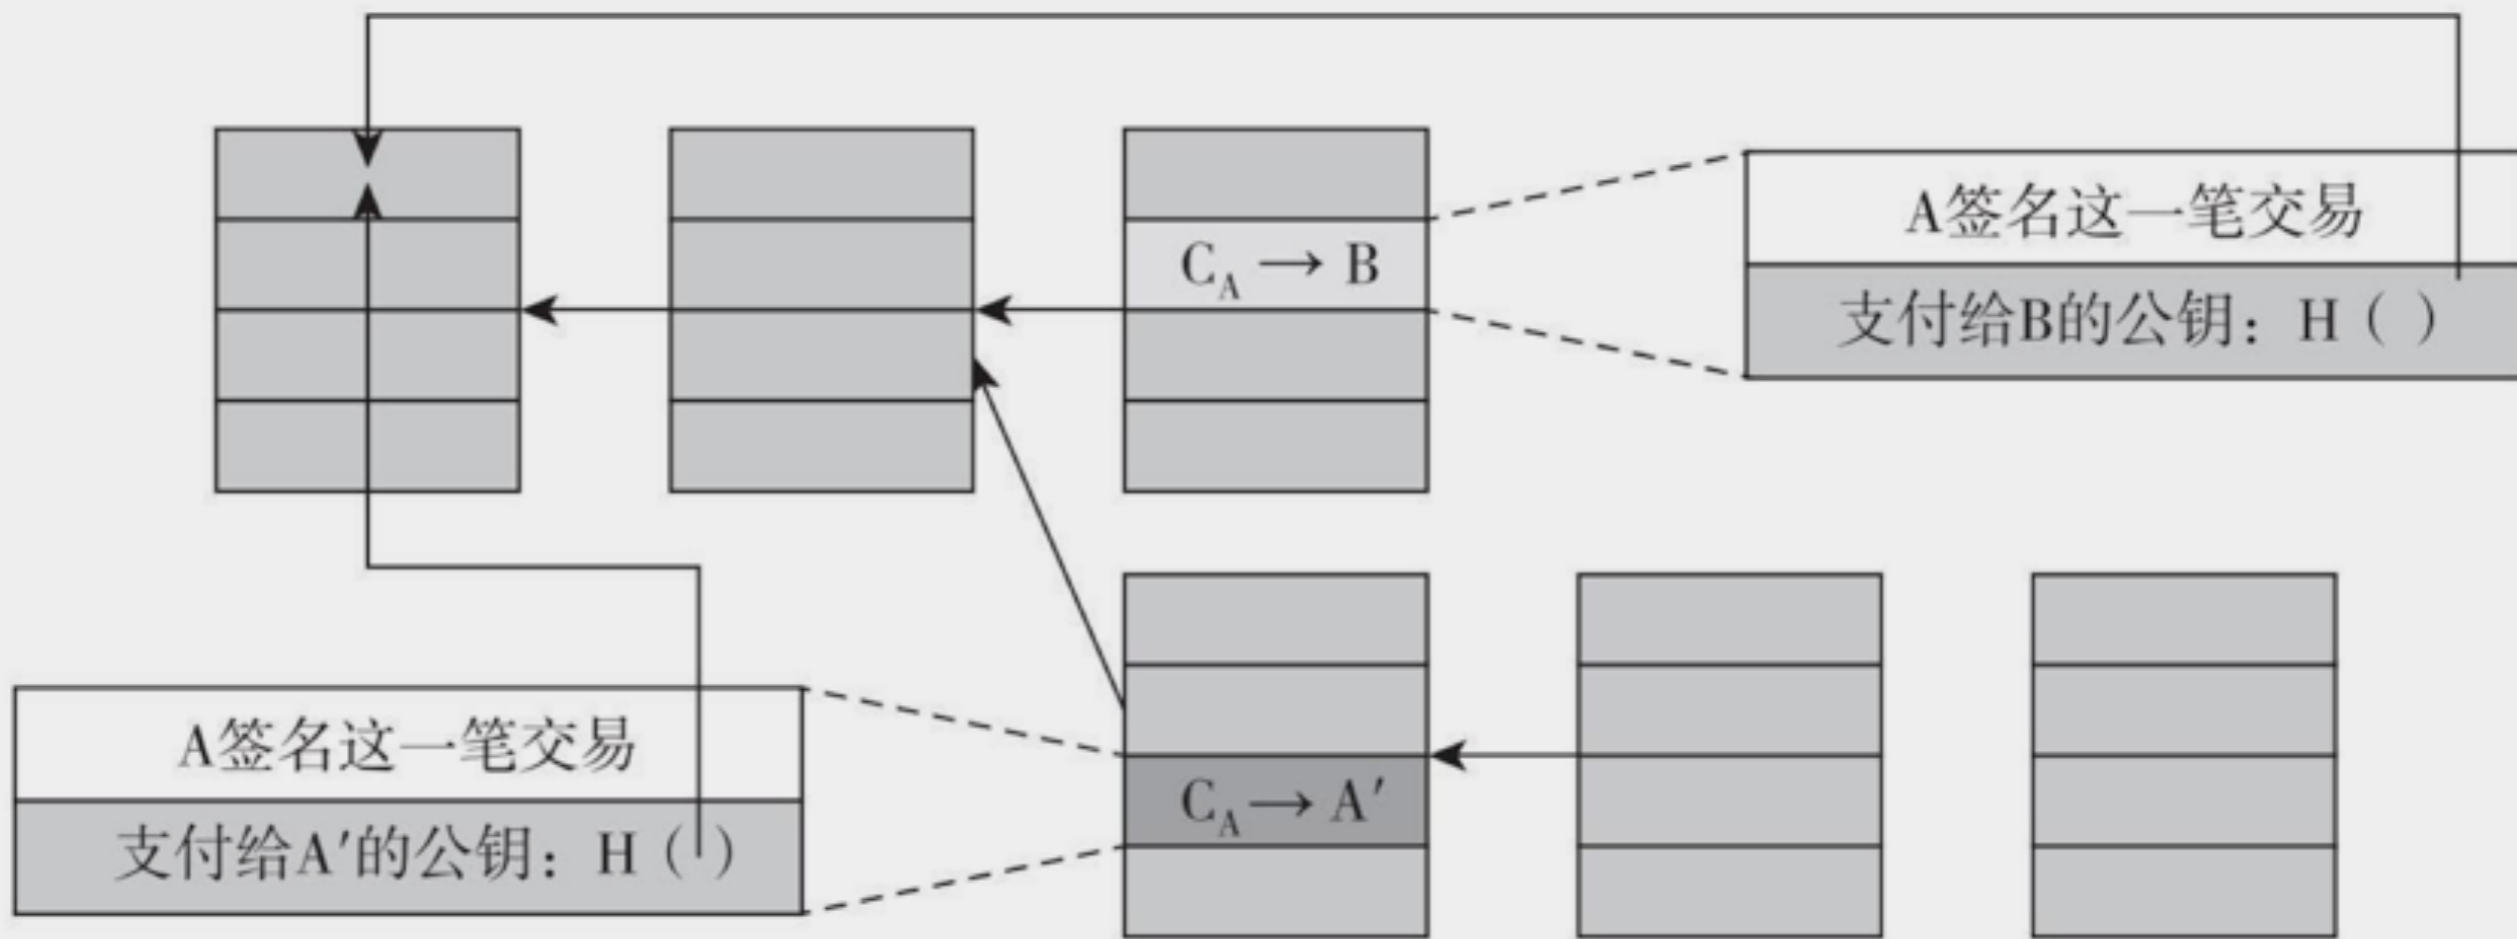 A签名这一笔交易
C_A → B
支付给B的公钥：H（ ）
A签名这一笔交易
C_A → A′
支付给A′的公钥：H（ ）